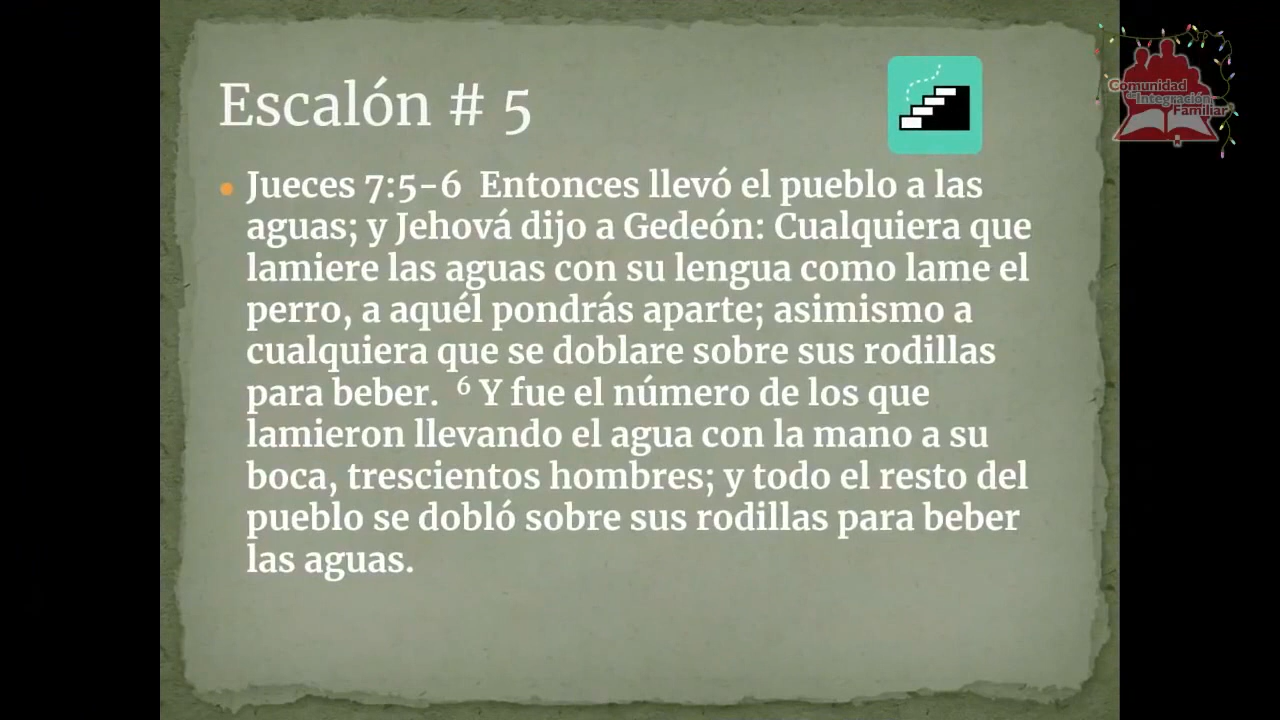 Escalón # 5
Comunidad
de Integración
Familiar
Jueces 7:5-6 Entonces llevó el pueblo a las
aguas; y Jehová dijo a Gedeón: Cualquiera que
lamiere las aguas con su lengua como lame el
perro, a aquél pondrás aparte; asimismo a
cualquiera que se doblare sobre sus rodillas
para beber. ⁶ Y fue el número de los que
lamieron llevando el agua con la mano a su
boca, trescientos hombres; y todo el resto del
pueblo se dobló sobre sus rodillas para beber
las aguas.